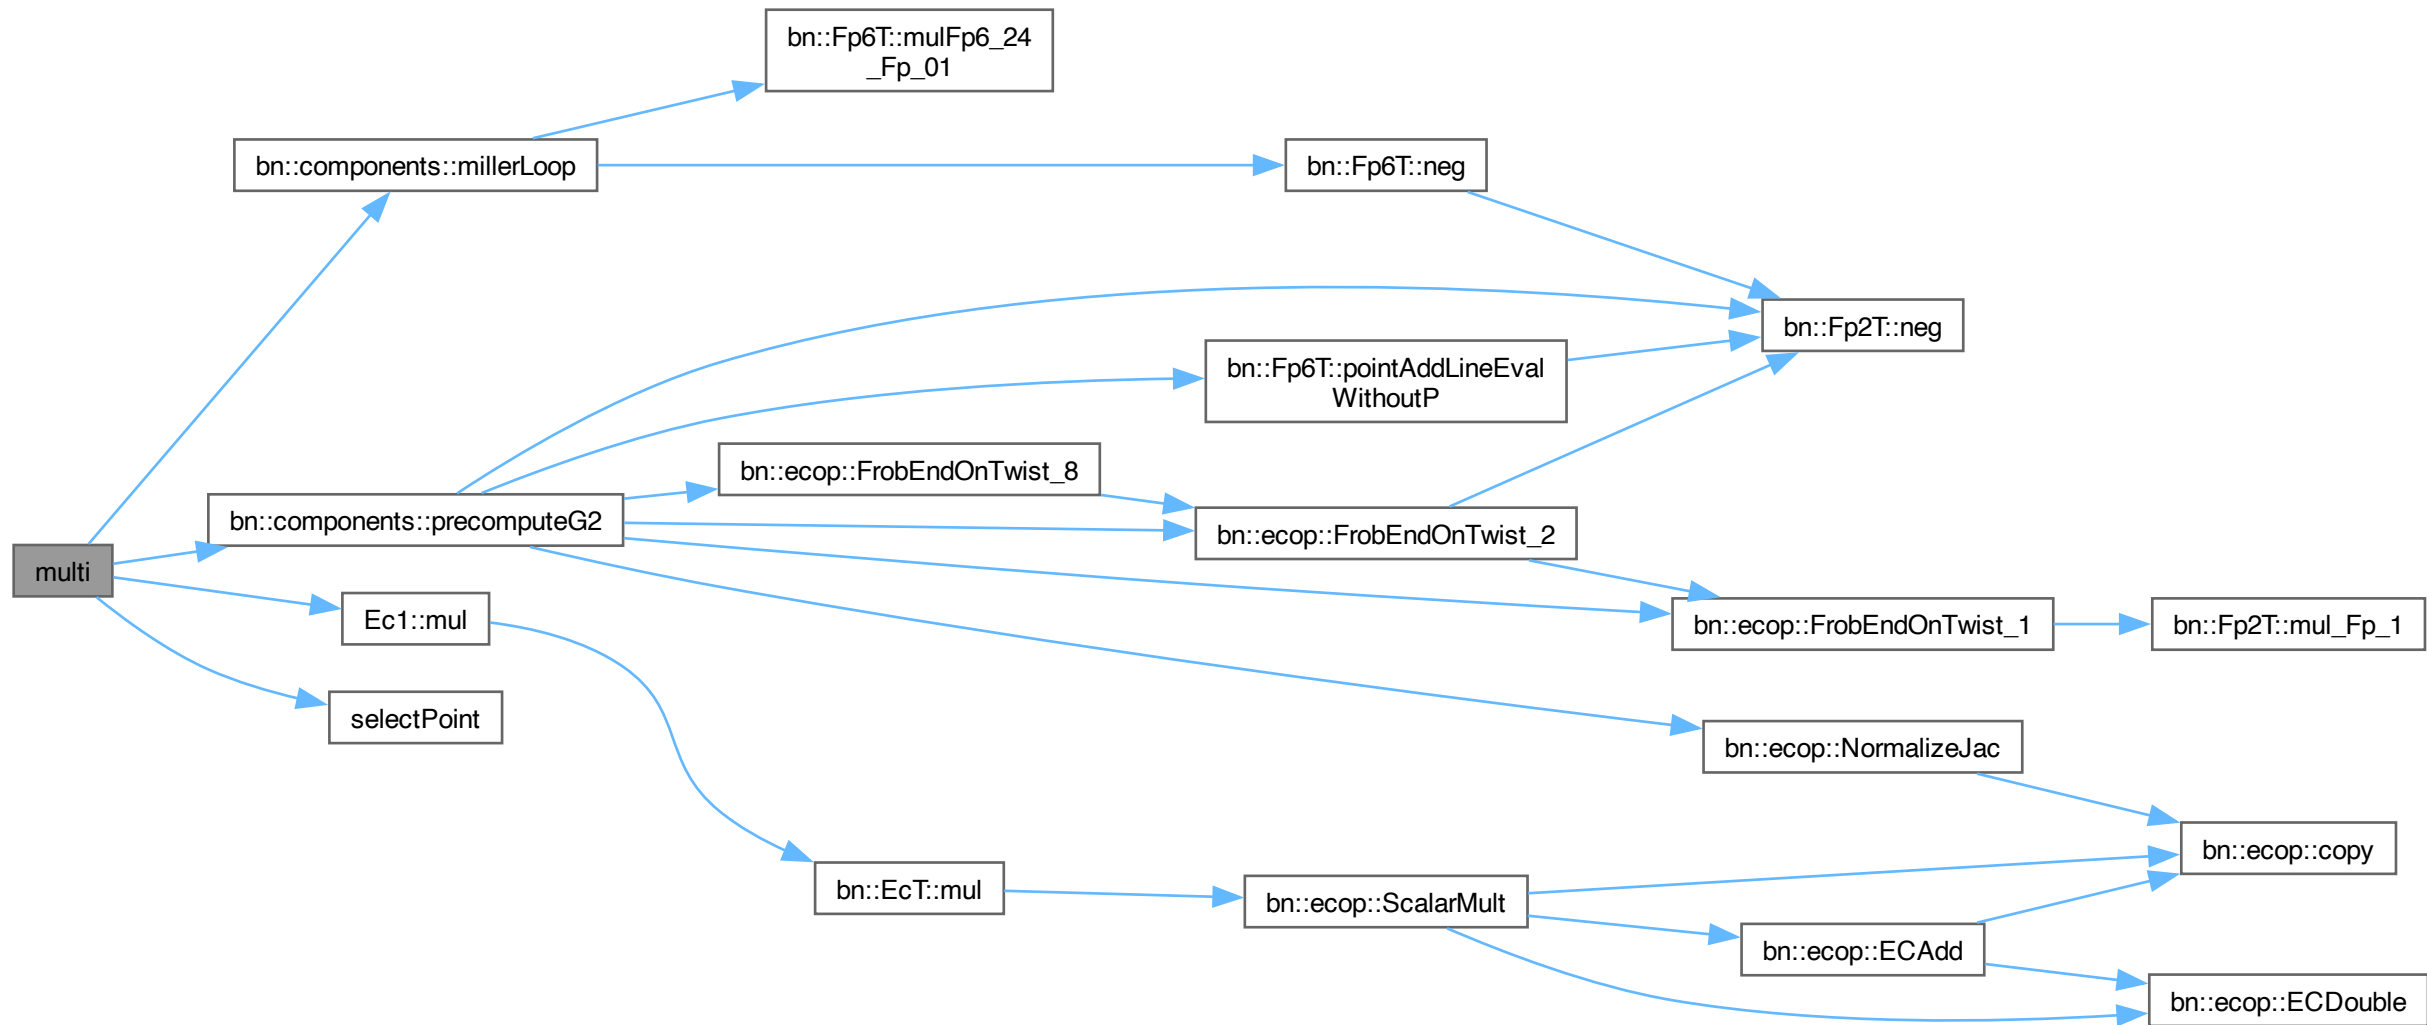 bn::Fp6T::mulFp6_24
_Fp_01
bn::components::millerLoop
bn::Fp6T::neg
bn::Fp2T::neg
bn::Fp6T::pointAddLineEval
WithoutP
bn::ecop::FrobEndOnTwist_8
bn::components::precomputeG2
bn::ecop::FrobEndOnTwist_2
multi
Ec1::mul
bn::ecop::FrobEndOnTwist_1
bn::Fp2T::mul_Fp_1
selectPoint
bn::ecop::NormalizeJac
bn::ecop::copy
bn::EcT::mul
bn::ecop::ScalarMult
bn::ecop::ECAdd
bn::ecop::ECDouble